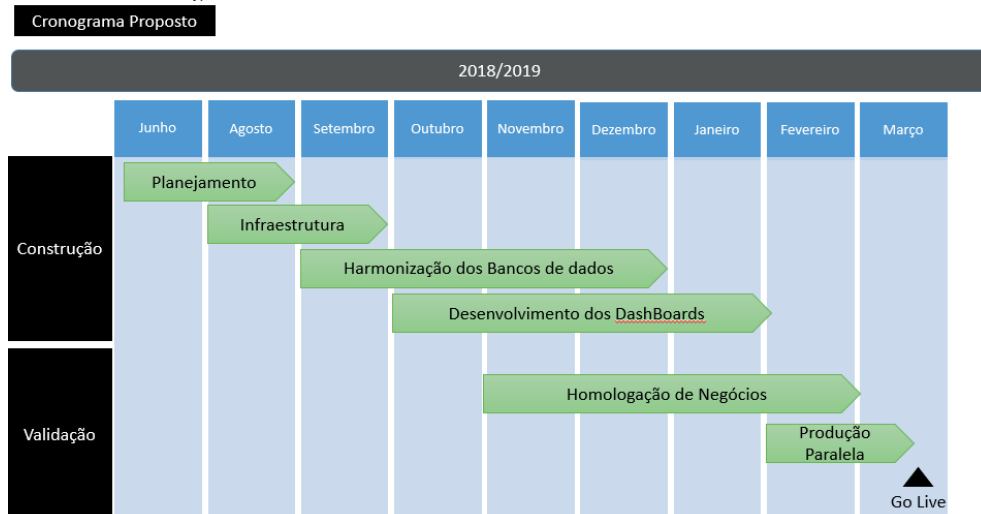 Cronograma Proposto
2018/2019
Junho
Agosto
Setembro
Outubro
Novembro
Dezembro
Janeiro
Fevereiro
Março
Construção
Planejamento
Infraestrutura
Harmonização dos Bancos de dados
Desenvolvimento dos DashBoards
Validação
Homologação de Negócios
Produção
Paralela
Go Live